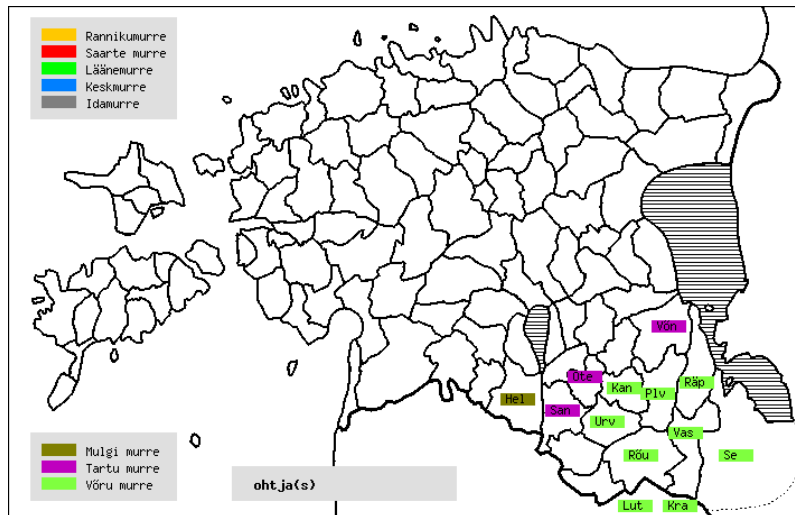 Rannikumurre
Saarte murre
Läänemurre
Keskmurre
Idamurre
Võn
Ote
Räp
Kan
Plv
Hel
San
Urv
Vas
Rõu
Se
Mulgi murre
Tartu murre
Võru murre
ohtja(s)
Lut
Kra